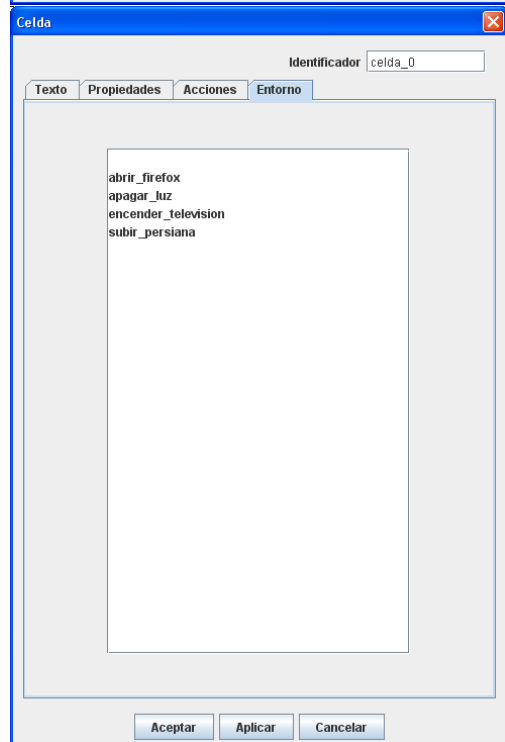 Celda
Identificador celda_0
Texto Propiedades Acciones Entorno
abrir_firefox
apagar_luz
encender_television
subir_persiana
Aceptar Aplicar Cancelar